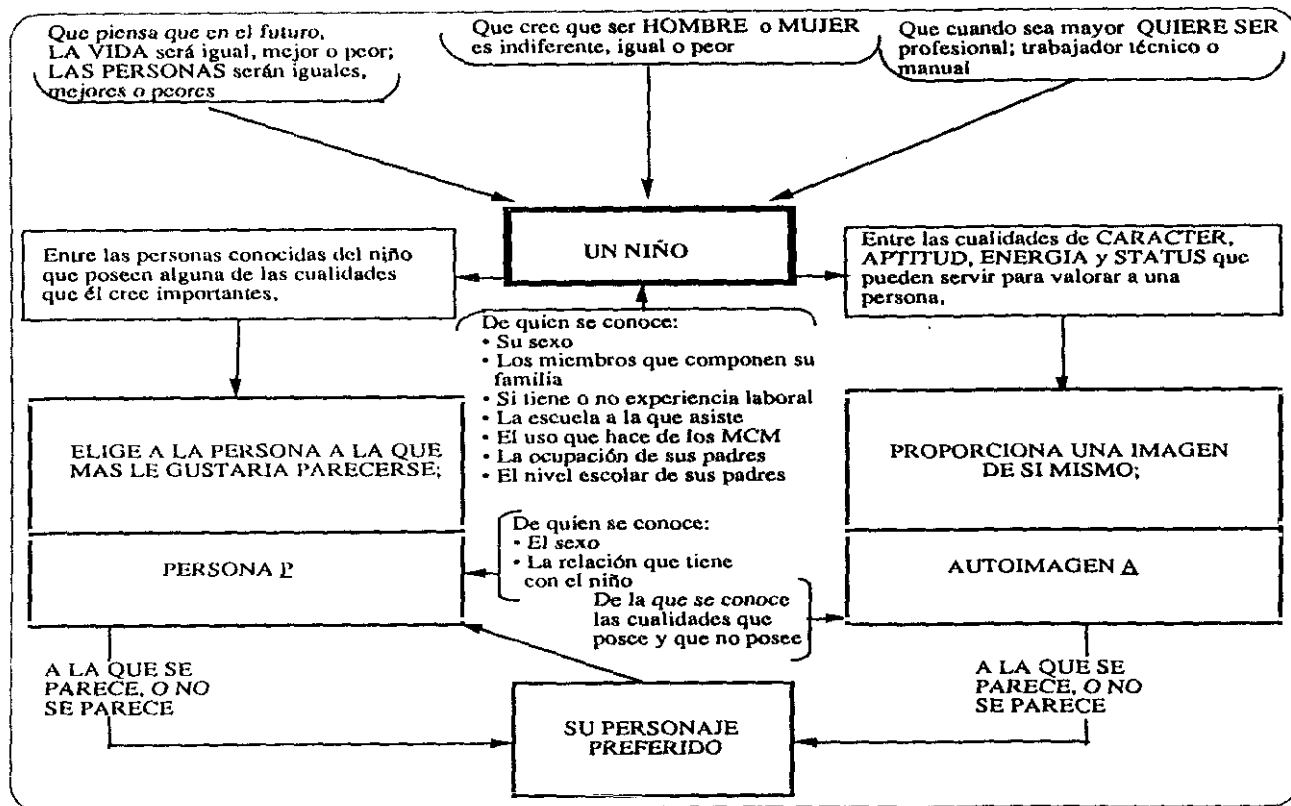 Que piensa que en el futuro,
LA VIDA será igual, mejor o peor;
LAS PERSONAS serán iguales,
mejores o peores
Que cree que ser HOMBRE o MUJER
es indiferente, igual o peor
Que cuando sea mayor QUIERE SER
profesional; trabajador técnico o
manual
UN NIÑO
Entre las personas conocidas del niño
que poseen alguna de las cualidades
que él cree importantes,
Entre las cualidades de CARACTER,
APTITUD, ENERGIA y STATUS que
pueden servir para valorar a una
persona,
De quien se conoce:
• Su sexo
• Los miembros que componen su
familia
• Si tiene o no experiencia laboral
• La escuela a la que asiste
• El uso que hace de los MCM
• La ocupación de sus padres
• El nivel escolar de sus padres
ELIGE A LA PERSONA A LA QUE
MAS LE GUSTARIA PARECERSE;
PROPORCIONA UNA IMAGEN
DE SI MISMO;
De quien se conoce:
• El sexo
• La relación que tiene
con el niño
PERSONA P
AUTOIMAGEN A
De la que se conoce
las cualidades que
posee y que no posee
A LA QUE SE
PARECE, O NO
SE PARECE
SU PERSONAJE
PREFERIDO
A LA QUE SE
PARECE, O NO
SE PARECE